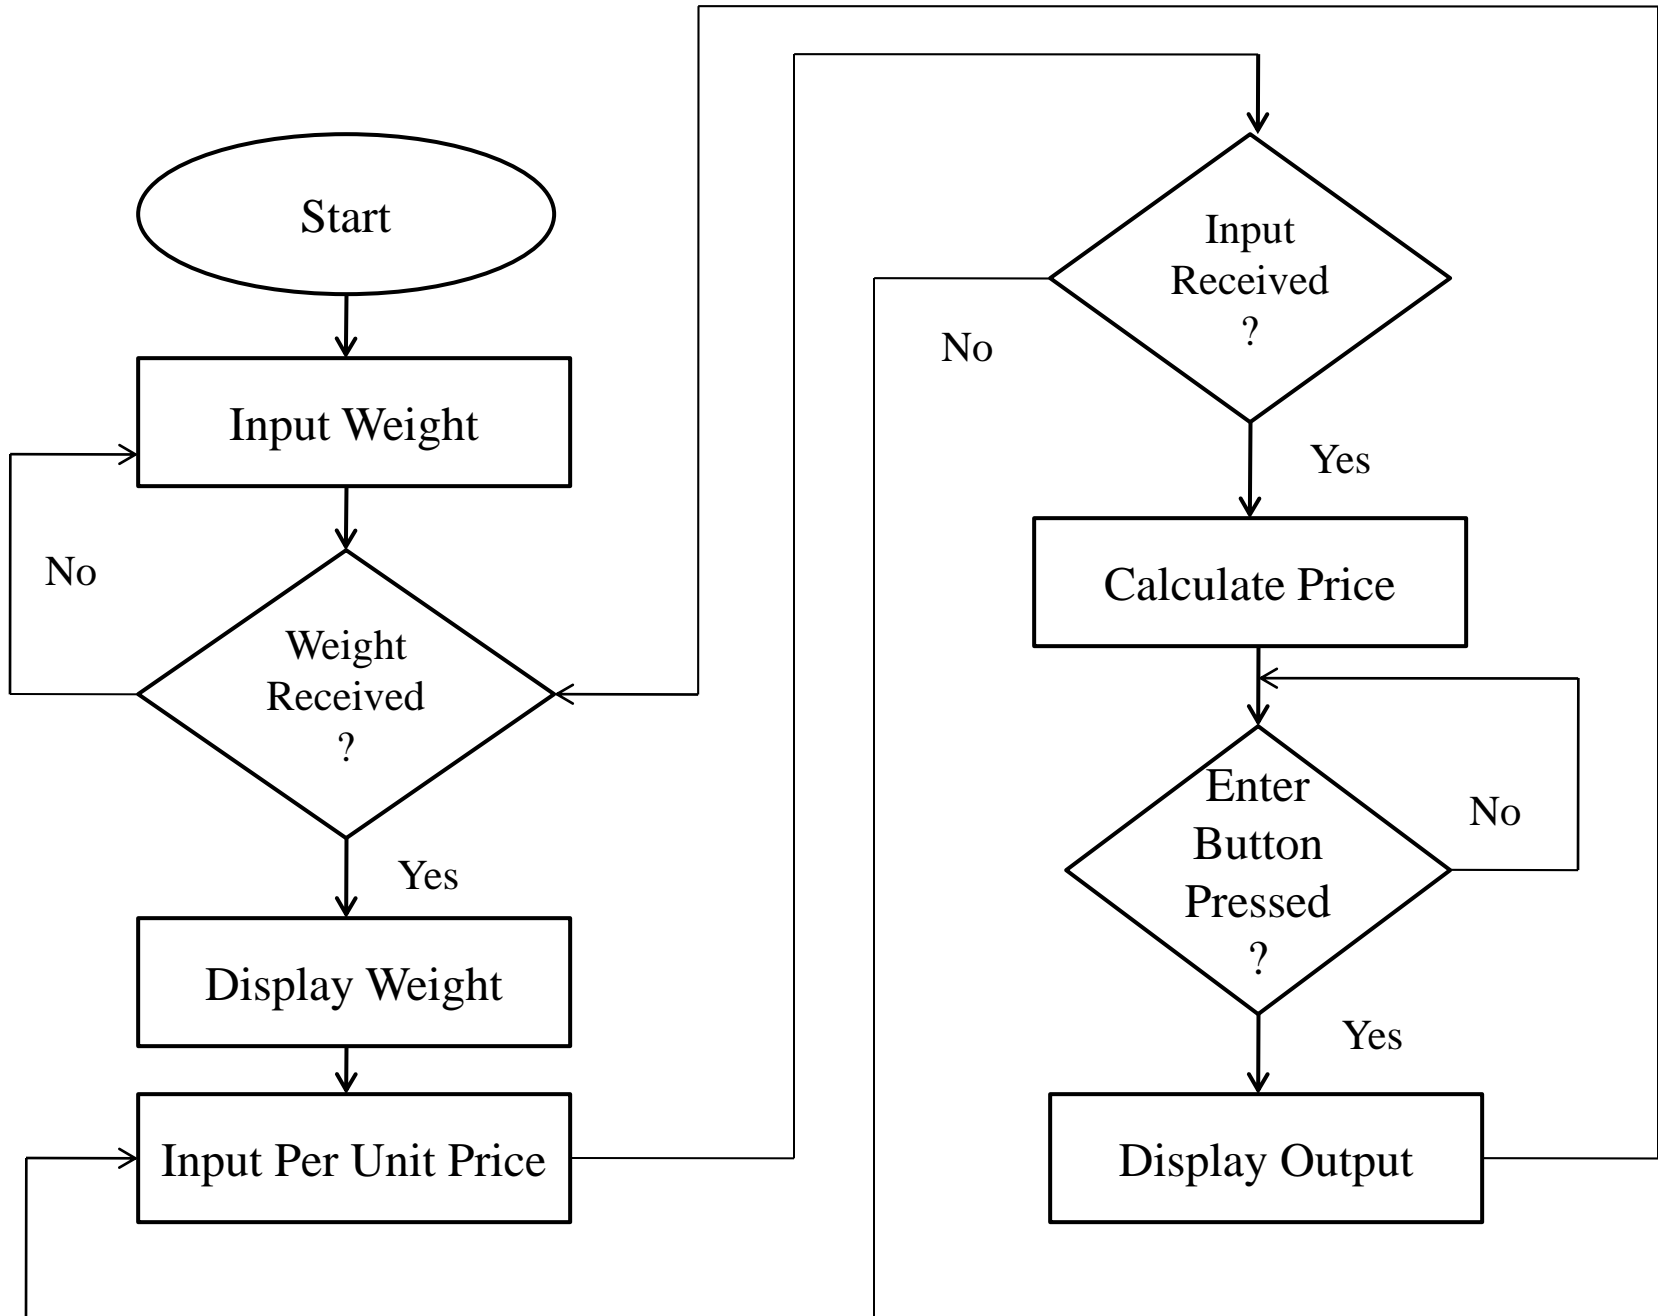 Start
Input Weight
No
Weight
Received
?
Yes
Display Weight
Input Per Unit Price
Input
Received
?
No
Yes
Calculate Price
Enter
Button
Pressed
?
No
Yes
Display Output